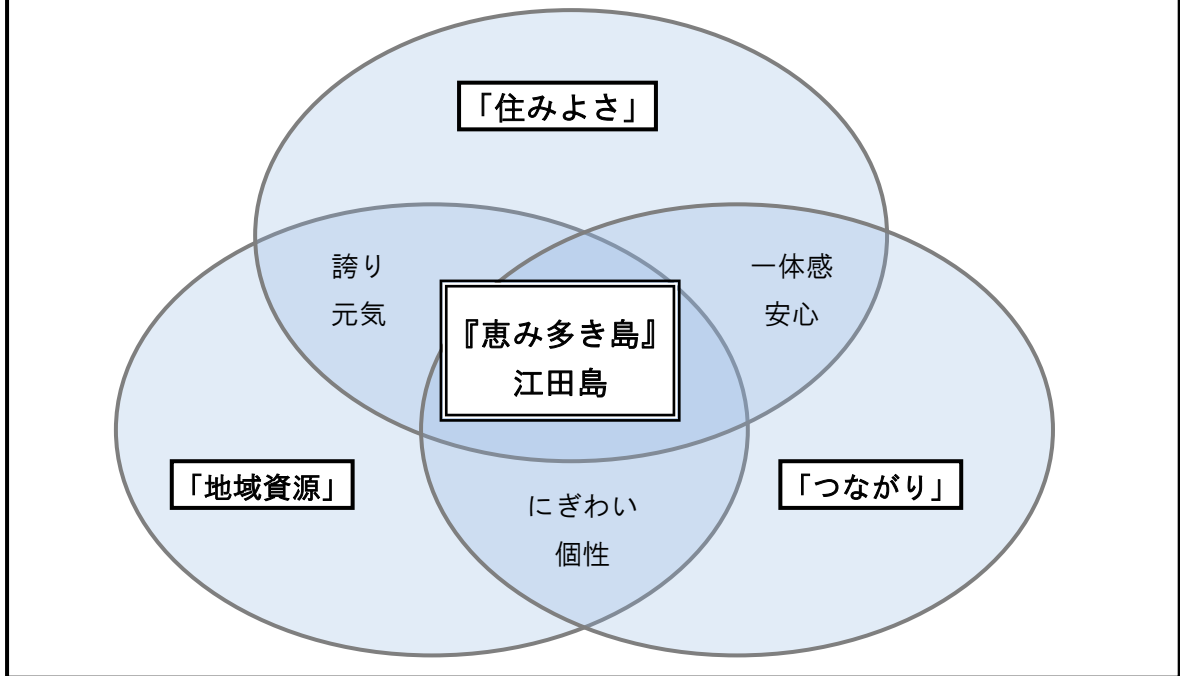 「住みよさ」
誇り
元気
一体感
安心
『恵み多き島』
江田島
「地域資源」
「つながり」
にぎわい
個性